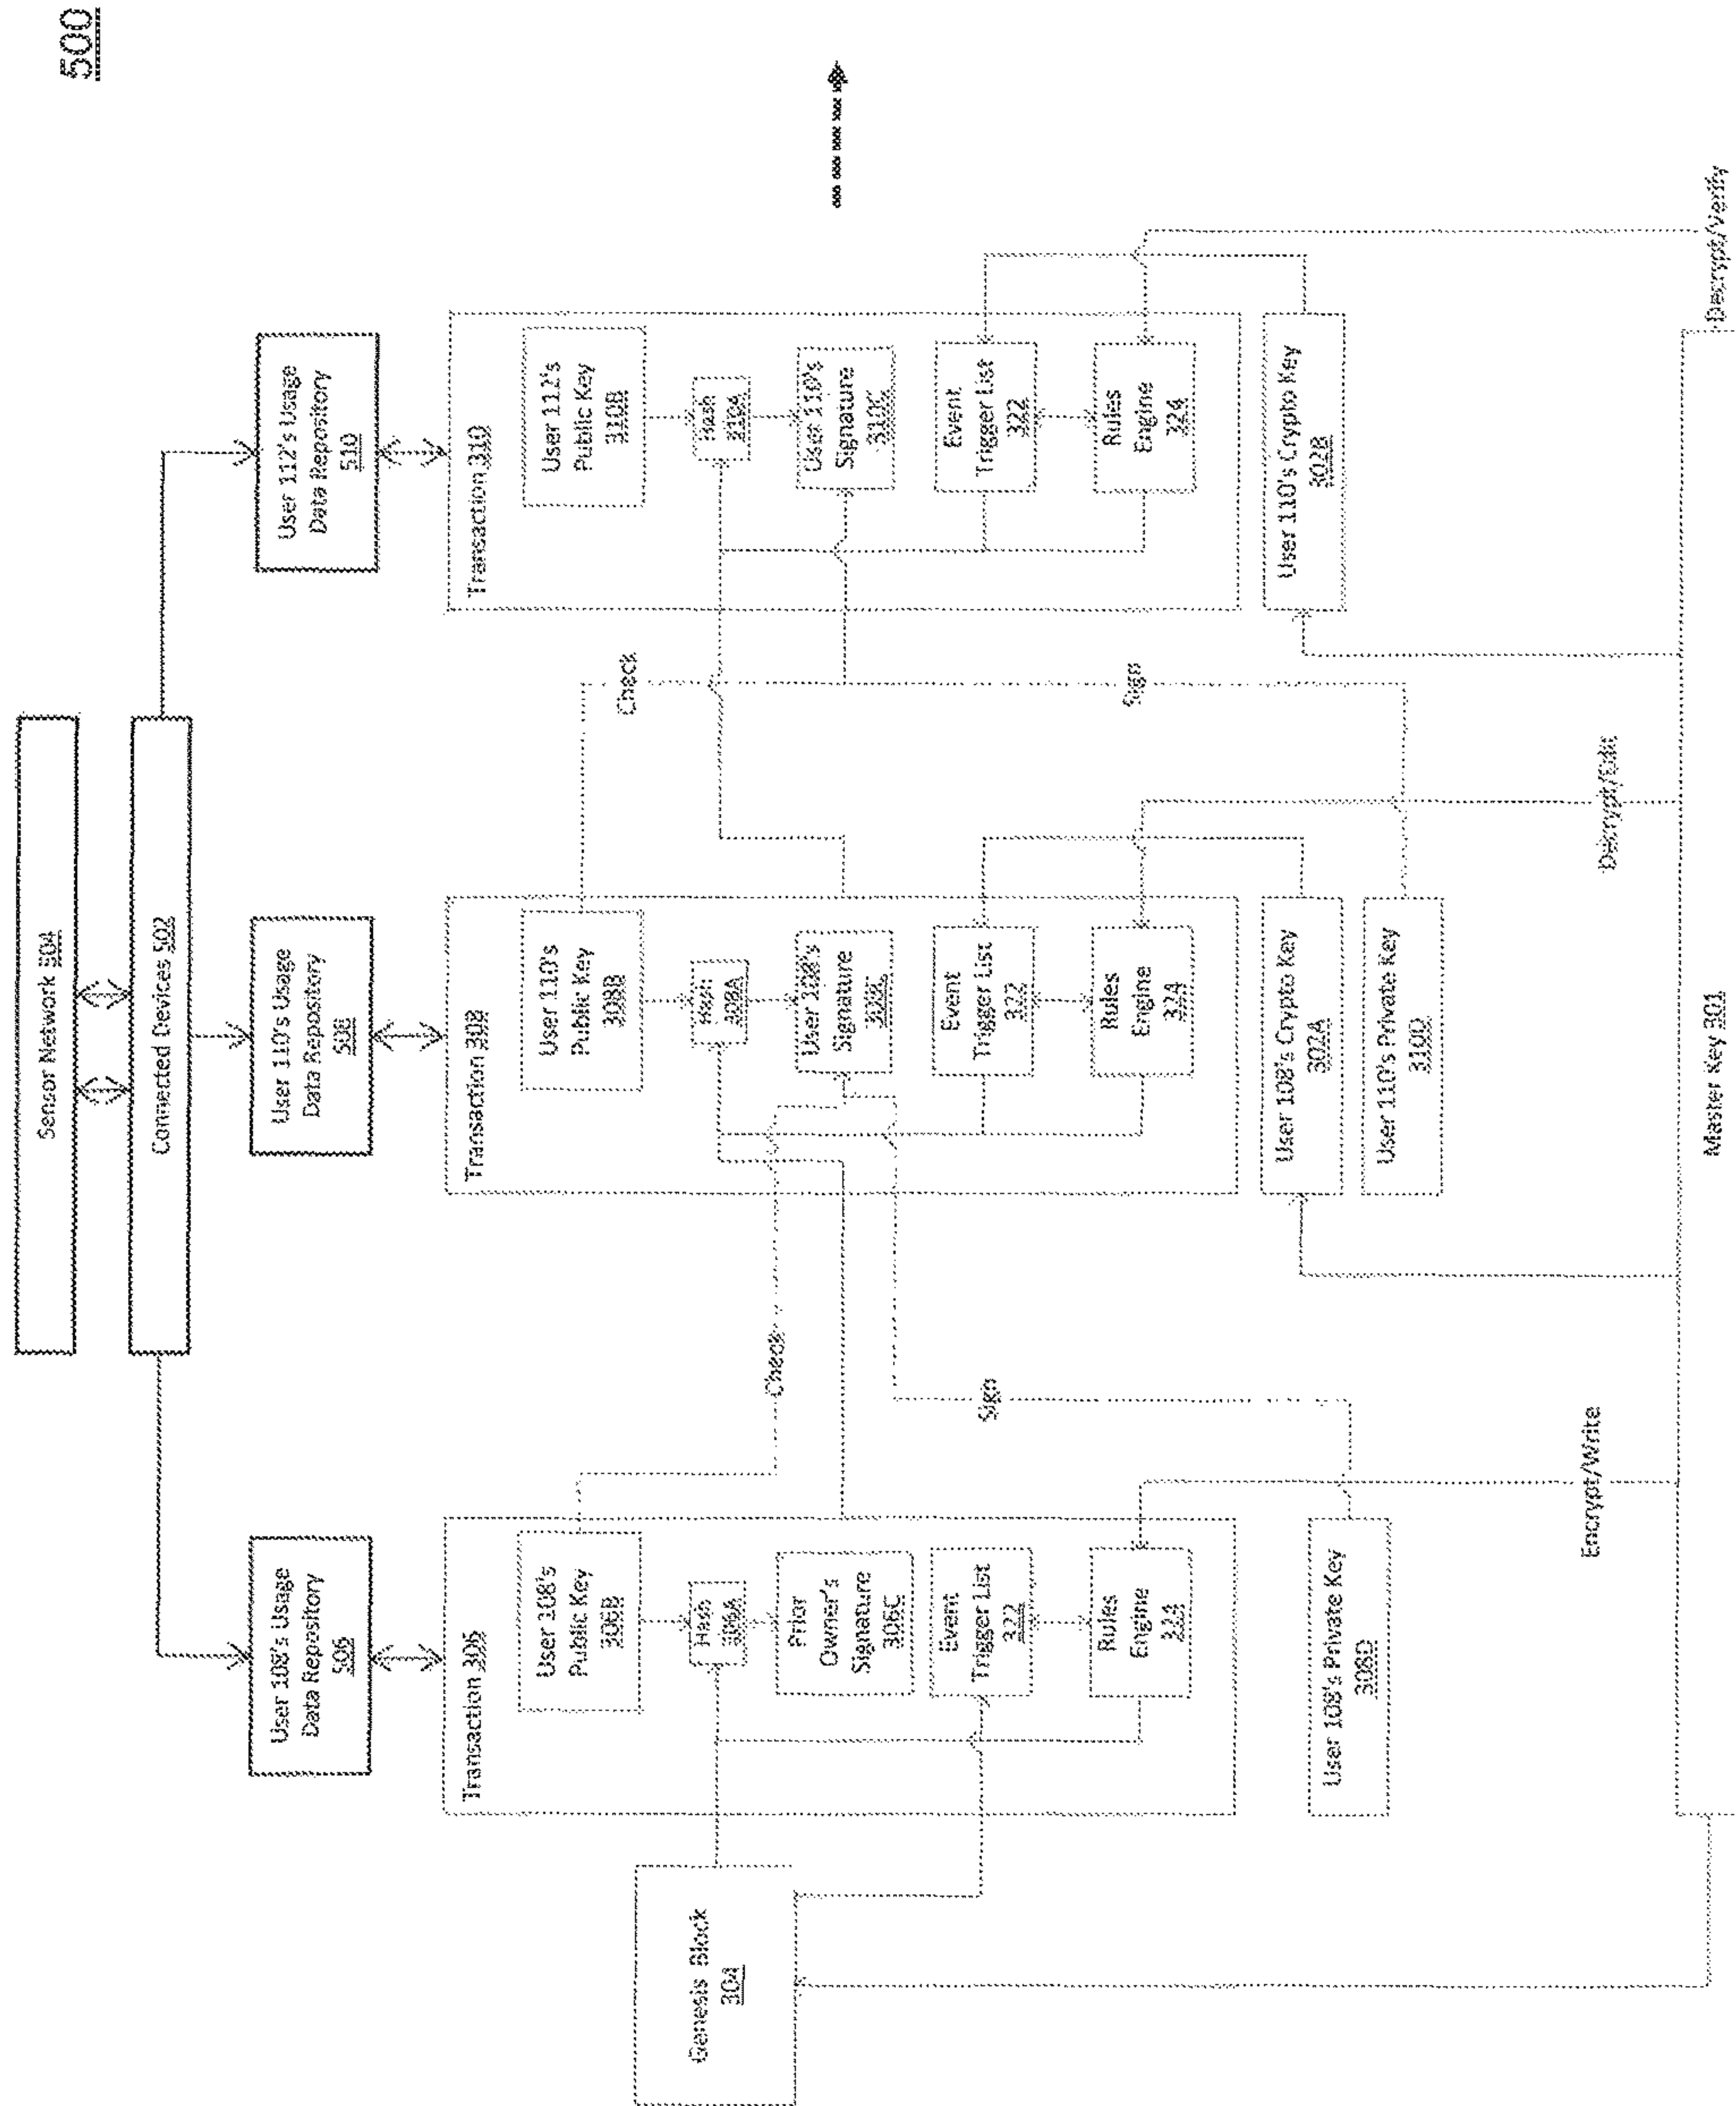 500
Sensor Network 504
Connected Devices 502
User 108's Usage
Data Repository
506
User 110's Usage
Data Repository
508
User 112's Usage
Data Repository
510
Genesis Block
304
Transaction 306
User 108's
Public Key
306B
Hash
306A
Prior
Owner's
Signature
306C
Event
Trigger List
322
Rules
Engine
324
User 108's Private Key
308D
Check
Sign
Encrypt/Write
Transaction 308
User 110's
Public Key
308B
Hash
308A
User 108's
Signature
308C
Event
Trigger List
322
Rules
Engine
324
User 108's Crypto Key
302A
User 110's Private Key
310D
Check
Sign
Decrypt/Edit
Transaction 310
User 112's
Public Key
310B
Hash
310A
User 110's
Signature
310C
Event
Trigger List
322
Rules
Engine
324
User 110's Crypto Key
302B
Decrypt/Verify
Master Key 301